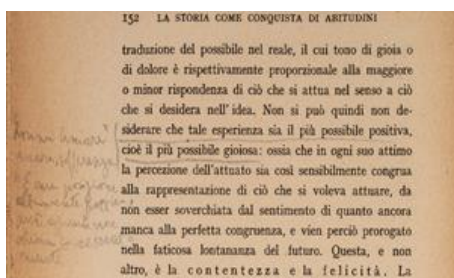 152 LA STORIA COME CONQUISTA DI ABITUDINI
traduzione del possibile nel reale, il cui tono di gioia o
di dolore è rispettivamente proporzionale alla maggiore
o minor rispondenza di ciò che si attua nel senso a ciò
che si desidera nell'idea. Non si può quindi non de-
siderare che tale esperienza sia il più possibile positiva,
cioè il più possibile gioiosa: ossia che in ogni suo attimo
la percezione dell'attuato sia così sensibilmente congrua
alla rappresentazione di ciò che si voleva attuare, da
non esser soverchiata dal sentimento di quanto ancora
manca alla perfetta congruenza, e vien perciò prorogato
nella faticosa lontananza del futuro. Questa, e non
altro, è la contentezza e la felicità. La